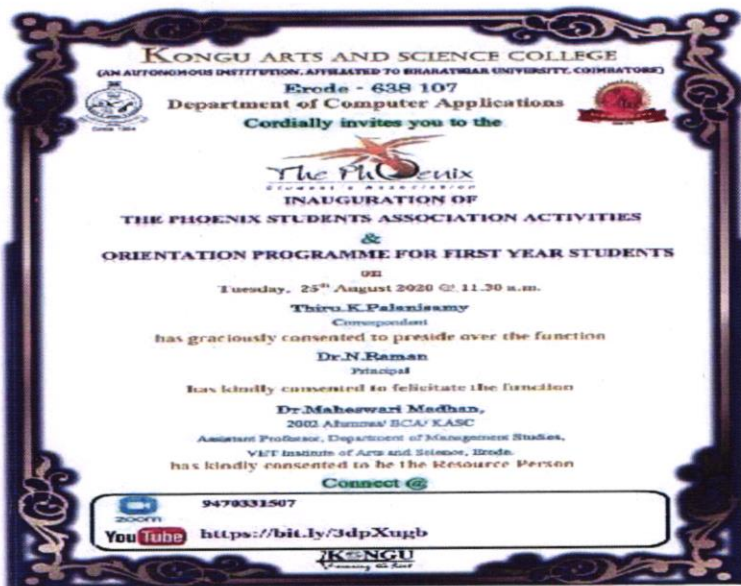 KONGU ARTS AND SCIENCE COLLEGE
(AN AUTONOMOUS INSTITUTION, AFFILIATED TO BHARATHIAR UNIVERSITY, COIMBATORE)
Erode - 638 107
Department of Computer Applications
Cordially invites you to the
The Phoenix
Student's Association
INAUGURATION OF
THE PHOENIX STUDENTS ASSOCIATION ACTIVITIES
&
ORIENTATION PROGRAMME FOR FIRST YEAR STUDENTS
on
Tuesday, 25th August 2020 @ 11.30 a.m.
Thiru.K.Palanisamy
Correspondent
has graciously consented to preside over the function
Dr.N.Raman
Principal
has kindly consented to felicitate the function
Dr.Maheswari Madhan,
2002 Alumnus/ BCA/ KASC
Assistant Professor, Department of Management Studies,
VET Institute of Arts and Science, Erode.
has kindly consented to be the Resource Person
Connect @
zoom 9470331507
YouTube https://bit.ly/3dpXugb
KONGU